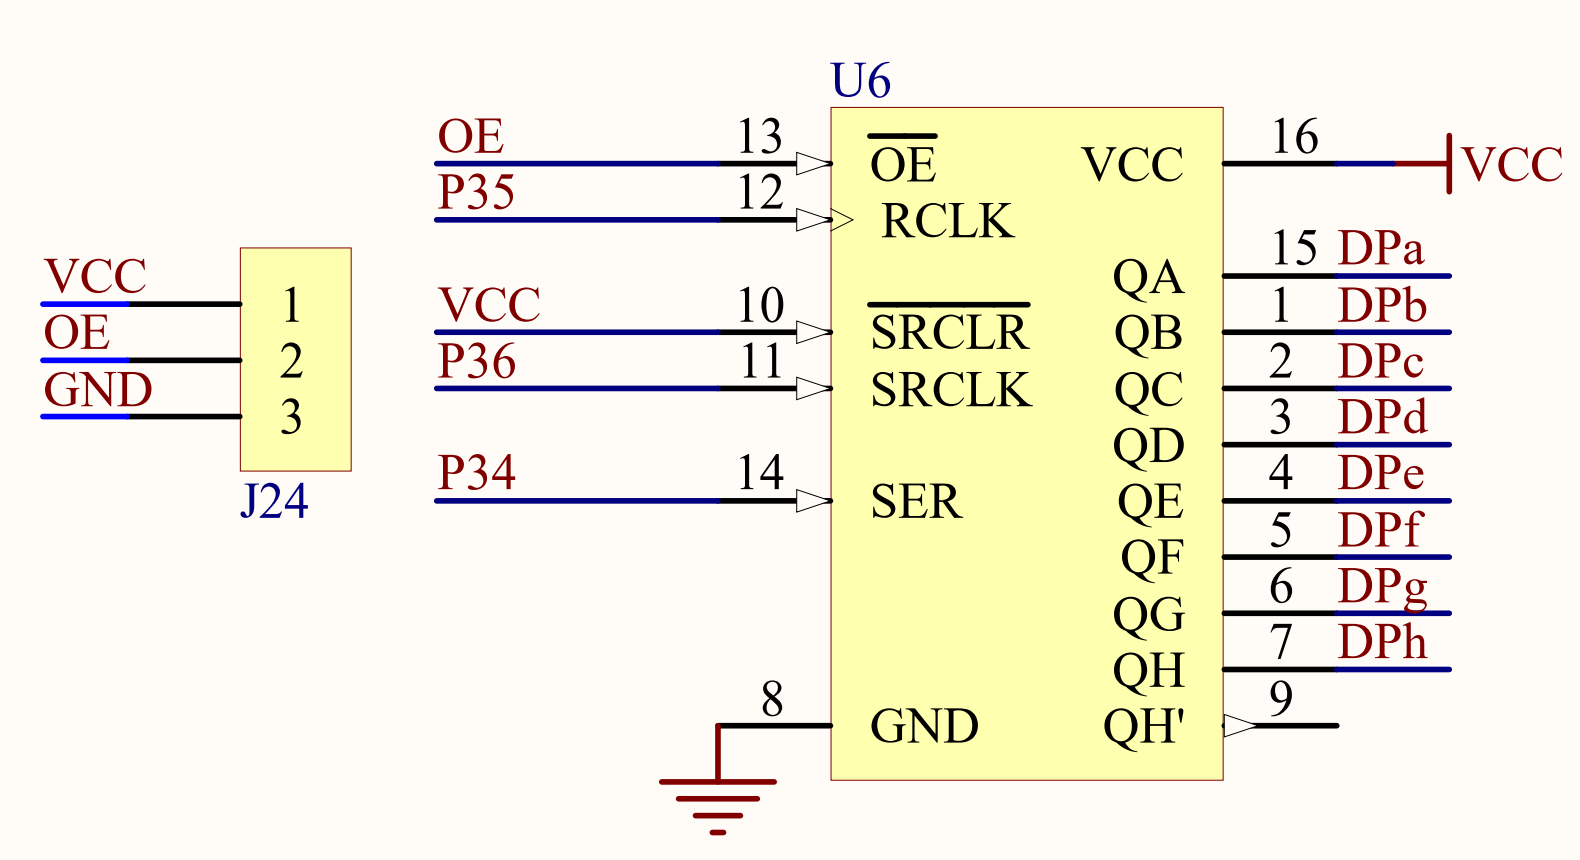 U6
OE 13 OE VCC 16 VCC
P35 12 RCLK
VCC 1 QA 15 DPa
OE 2 VCC 10 SRCLR QB 1 DPb
GND 3 P36 11 SRCLK QC 2 DPc
J24
QD 3 DPd
P34 14 SER QE 4 DPe
QF 5 DPf
QG 6 DPg
QH 7 DPh
8 GND QH' 9